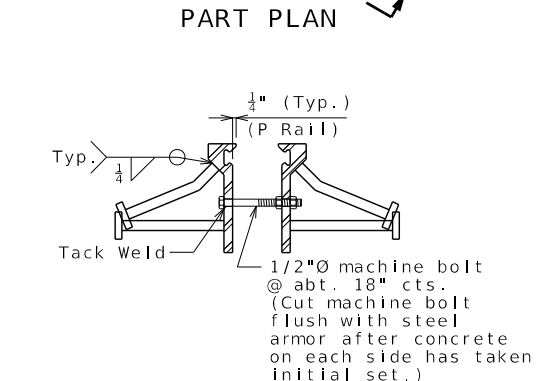 PART PLAN
1/4" (Typ.)
(P Rail)
Typ.
1/4
Tack Weld
1/2"Ø machine bolt
@ abt. 18" cts.
(Cut machine bolt
flush with steel
armor after concrete
on each side has taken
initial set.)